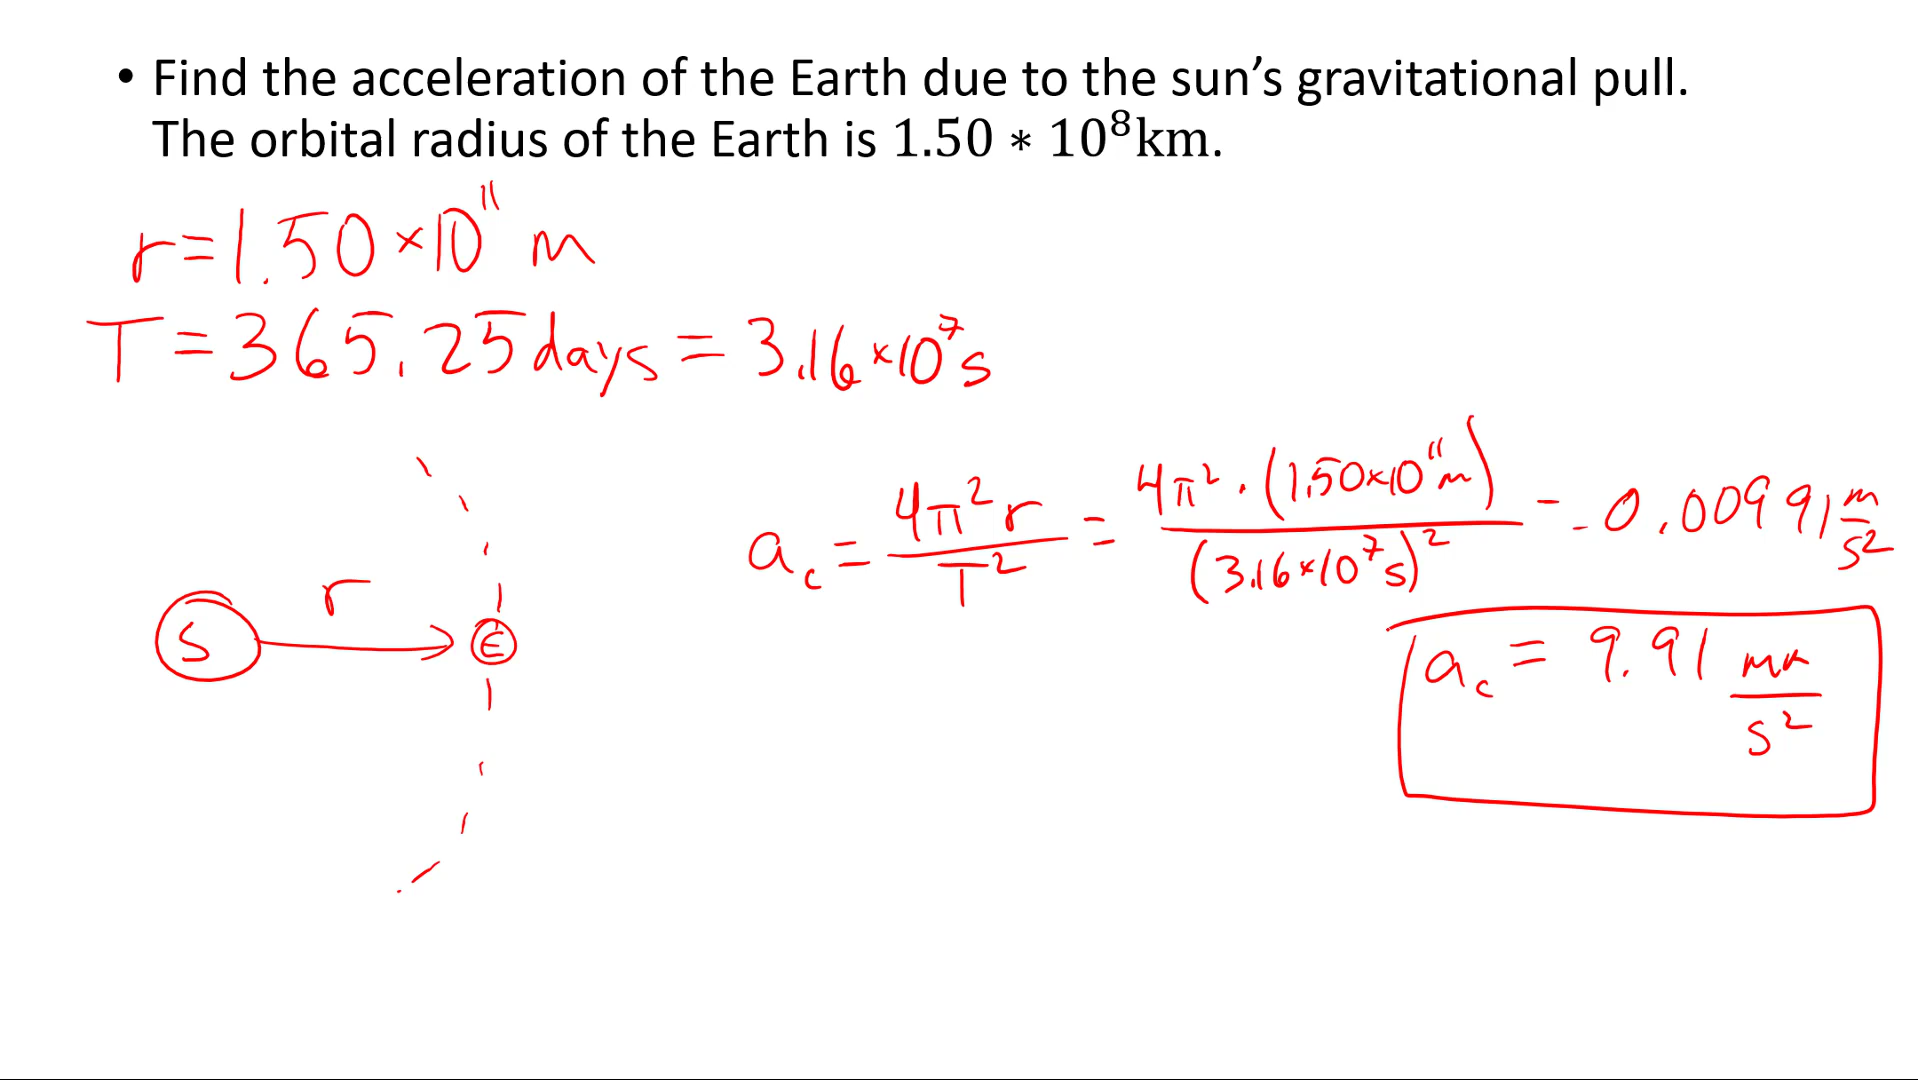 • Find the acceleration of the Earth due to the sun’s gravitational pull.
The orbital radius of the Earth is 1.50 ∗ 10⁸km.
r = 1.50 × 10¹¹ m
T = 365.25 days = 3.16 × 10⁷ s
a_c = 4π² r / T² = 4π² · (1.50 × 10¹¹ m) / (3.16 × 10⁷ s)² = 0.00991 m / s²
S r E
a_c = 9.91 mm / s²